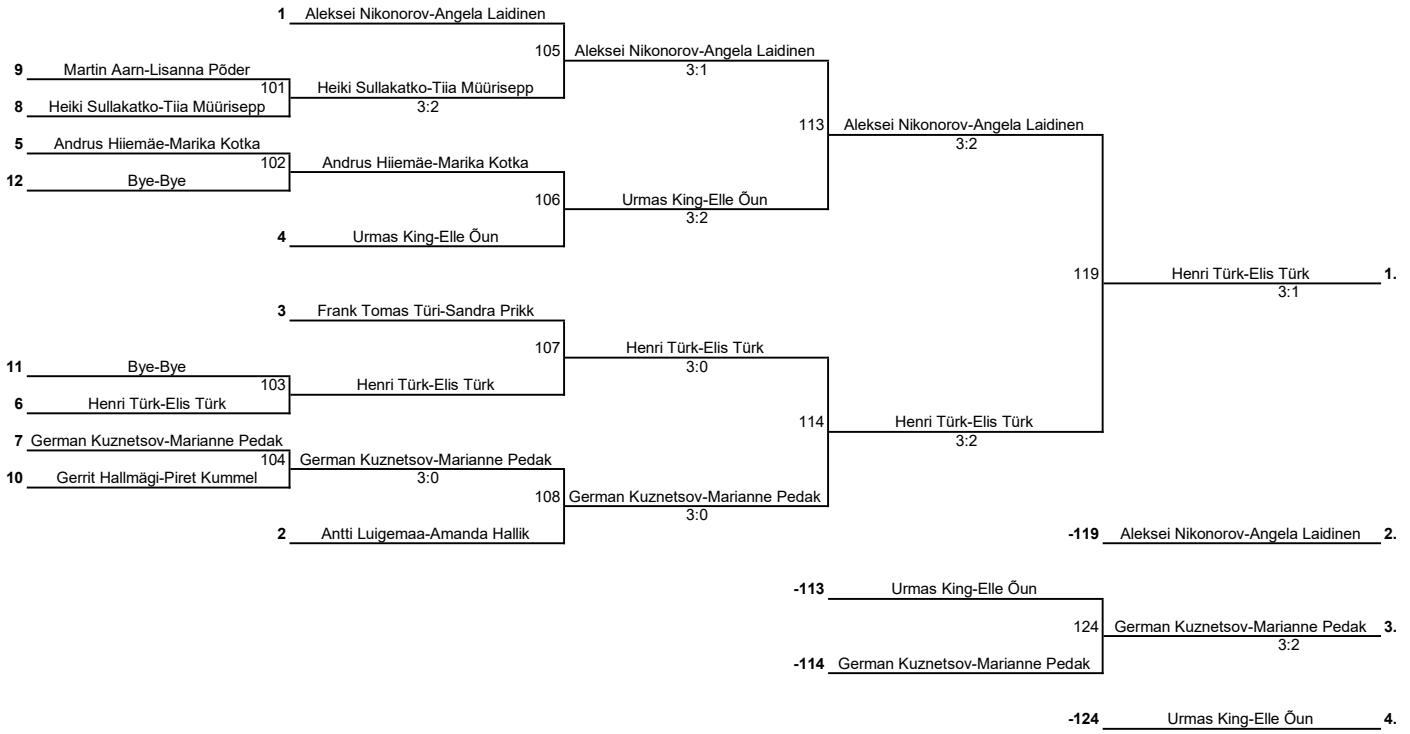 1 Aleksei Nikonorov-Angela Laidinen
105 Aleksei Nikonorov-Angela Laidinen
3:1
9 Martin Aarn-Lisanna Põder
101 Heiki Sullakatko-Tiia Müürisepp
3:2
8 Heiki Sullakatko-Tiia Müürisepp
113 Aleksei Nikonorov-Angela Laidinen
3:2
5 Andrus Hiiemäe-Marika Kotka
102 Andrus Hiiemäe-Marika Kotka
12 Bye-Bye
106 Urmas King-Elle Õun
3:2
4 Urmas King-Elle Õun
119 Henri Türk-Elis Türk 1.
3:1
3 Frank Tomas Türi-Sandra Prikk
107 Henri Türk-Elis Türk
3:0
11 Bye-Bye
103 Henri Türk-Elis Türk
6 Henri Türk-Elis Türk
114 Henri Türk-Elis Türk
3:2
7 German Kuznetsov-Marianne Pedak
104 German Kuznetsov-Marianne Pedak
3:0
10 Gerrit Hallmägi-Piret Kummel
108 German Kuznetsov-Marianne Pedak
3:0
2 Antti Luigemaa-Amanda Hallik
-119 Aleksei Nikonorov-Angela Laidinen 2.
-113 Urmas King-Elle Õun
124 German Kuznetsov-Marianne Pedak 3.
3:2
-114 German Kuznetsov-Marianne Pedak
-124 Urmas King-Elle Õun 4.